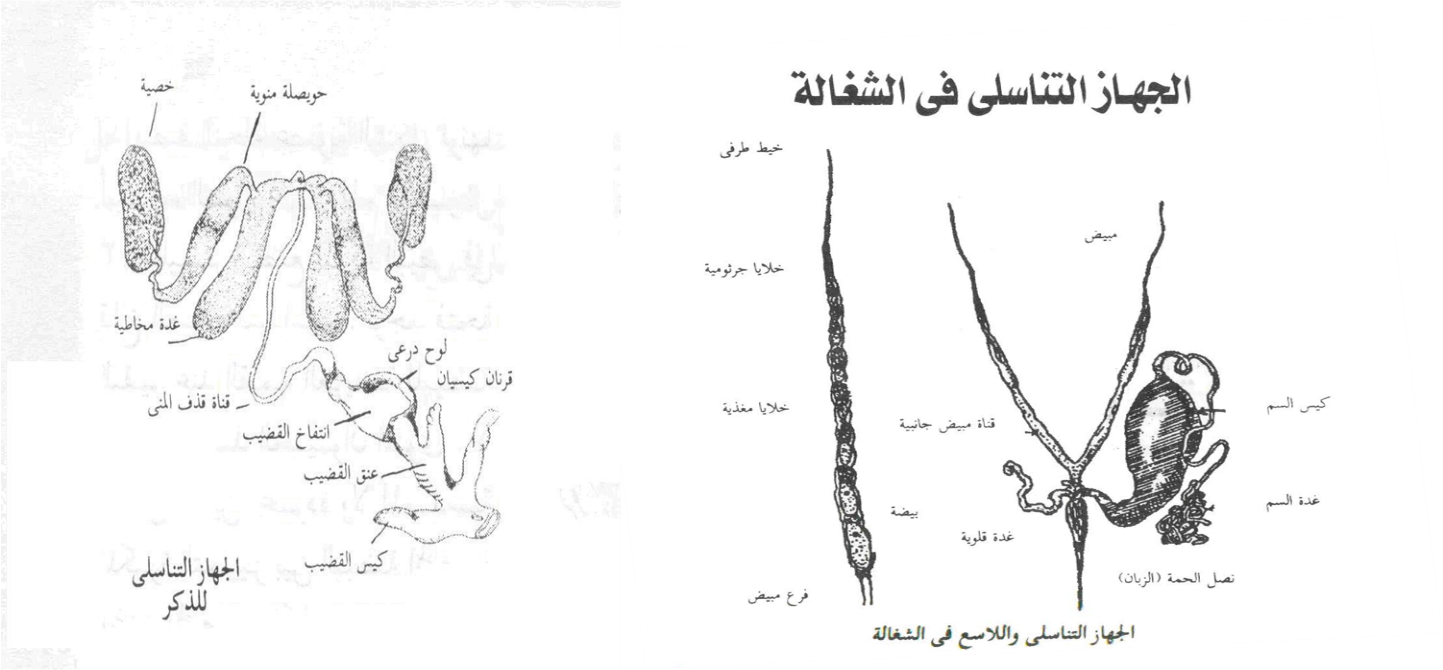 الجهاز التناسلى فى الشغالة
خيط طرفى
مبيض
خلايا جرثومية
كيس السم
خلايا مغذية
قناة مبيض جانبية
غدة السم
بيضة
غدة قلوية
نصل الحمة (الزبان)
فرع مبيض
الجهاز التناسلى واللاسع فى الشغالة
خصية
حويصلة منوية
غدة مخاطية
لوح درعى
قرنان كيسيان
قناة قذف المنى
انتفاخ القضيب
عنق القضيب
كيس القضيب
الجهاز التناسلى
للذكر